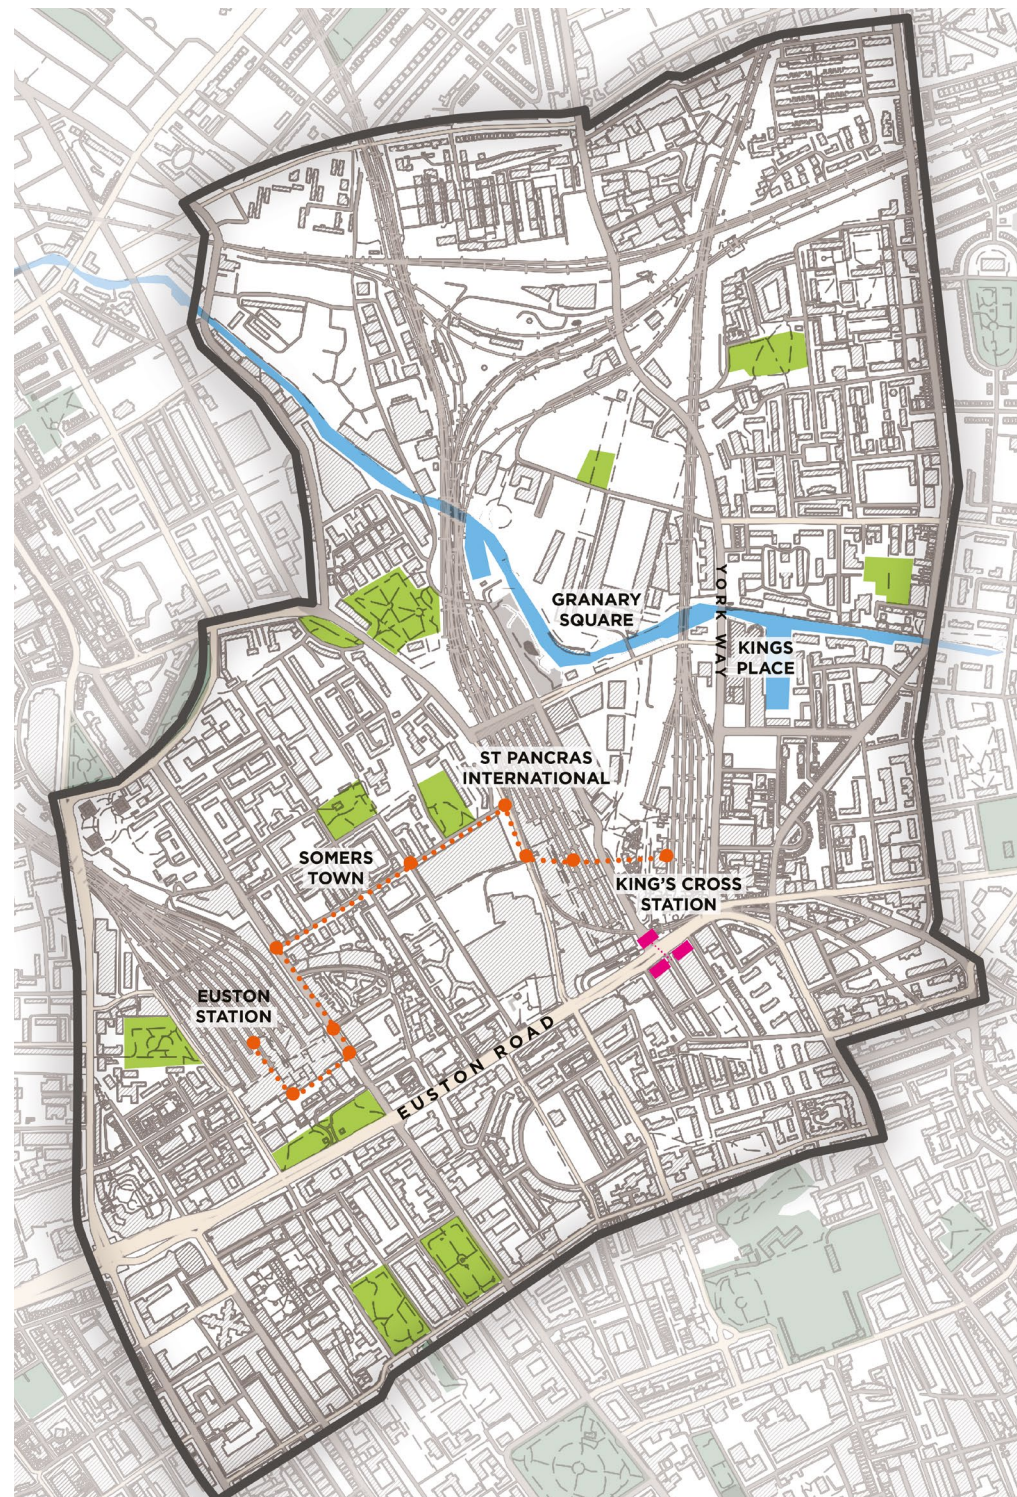 GRANARY
SQUARE
YORK WAY
KINGS
PLACE
ST PANCRAS
INTERNATIONAL
SOMERS
TOWN
KING'S CROSS
STATION
EUSTON
STATION
EUSTON ROAD